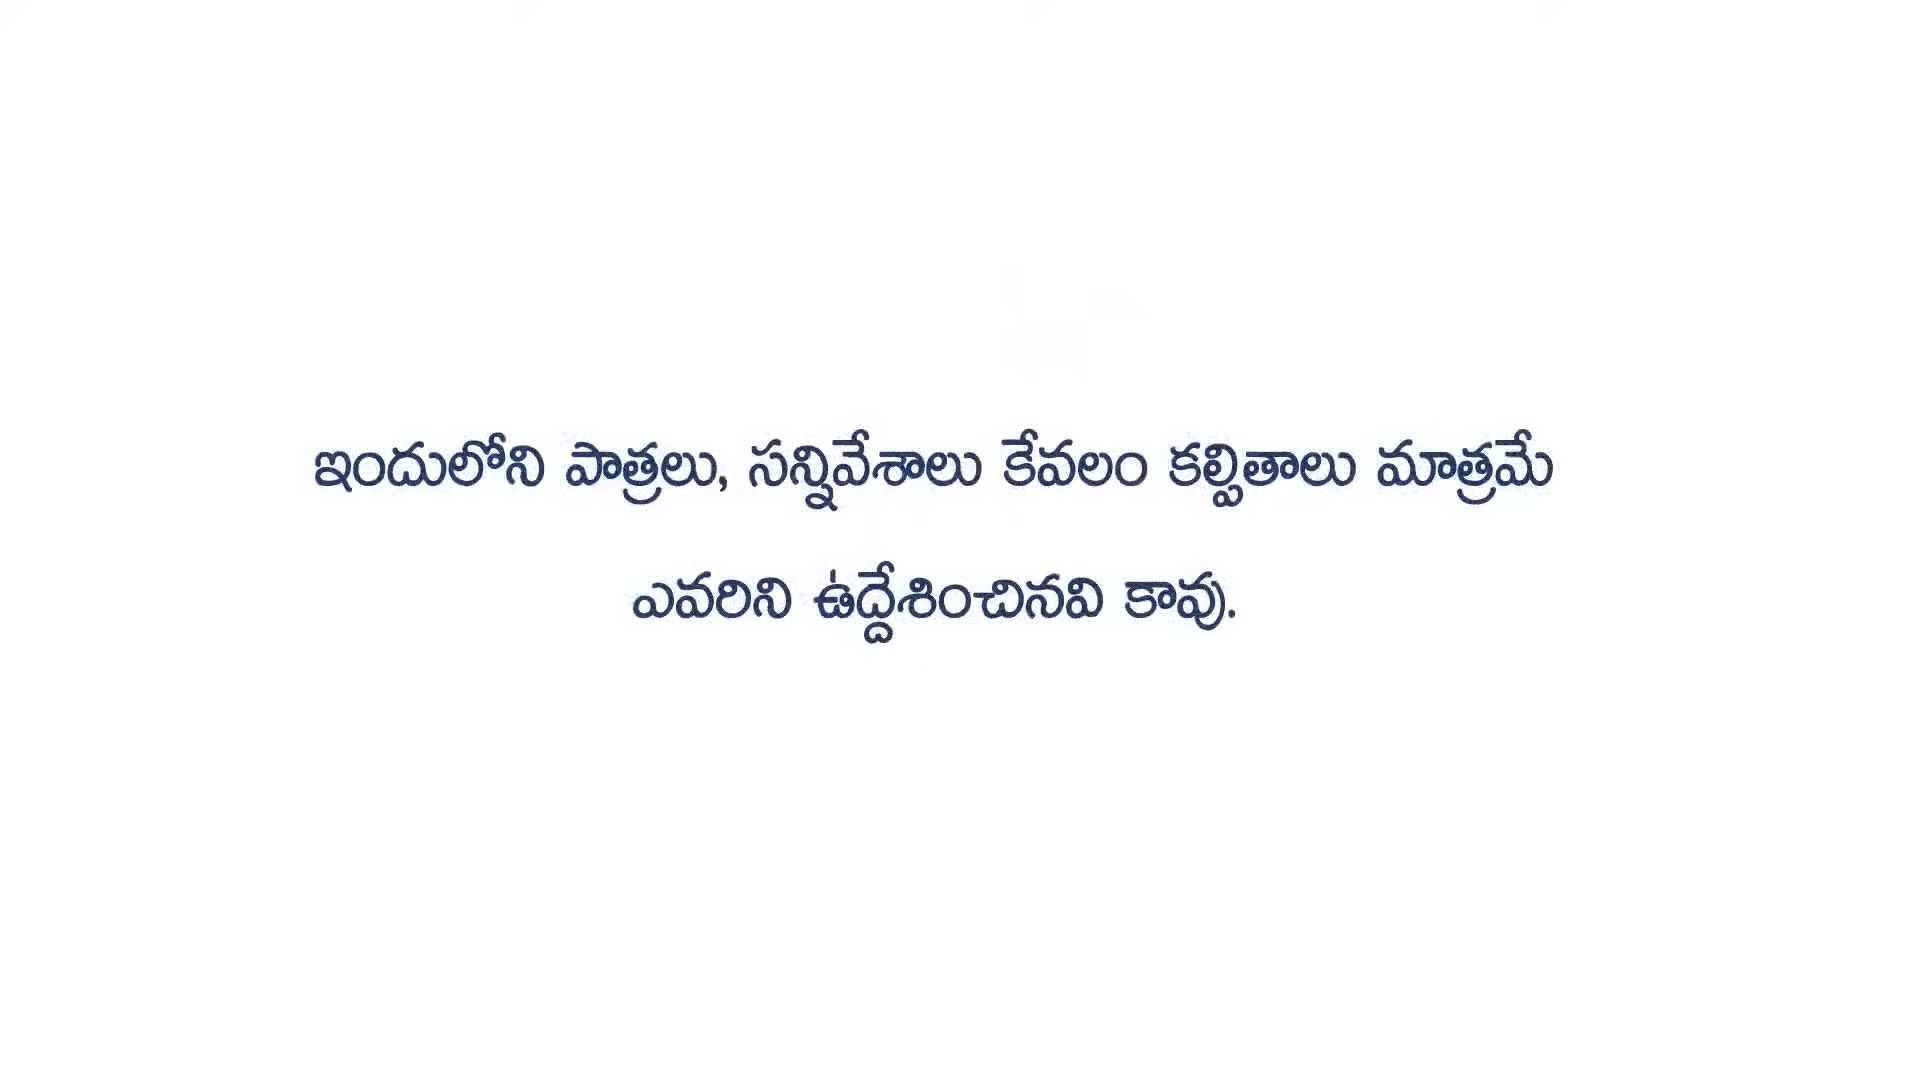 ఇందులోని పాత్రలు, సన్నివేశాలు కేవలం కల్పితాలు మాత్రమే
ఎవరిని ఉద్దేశించినవి కావు.